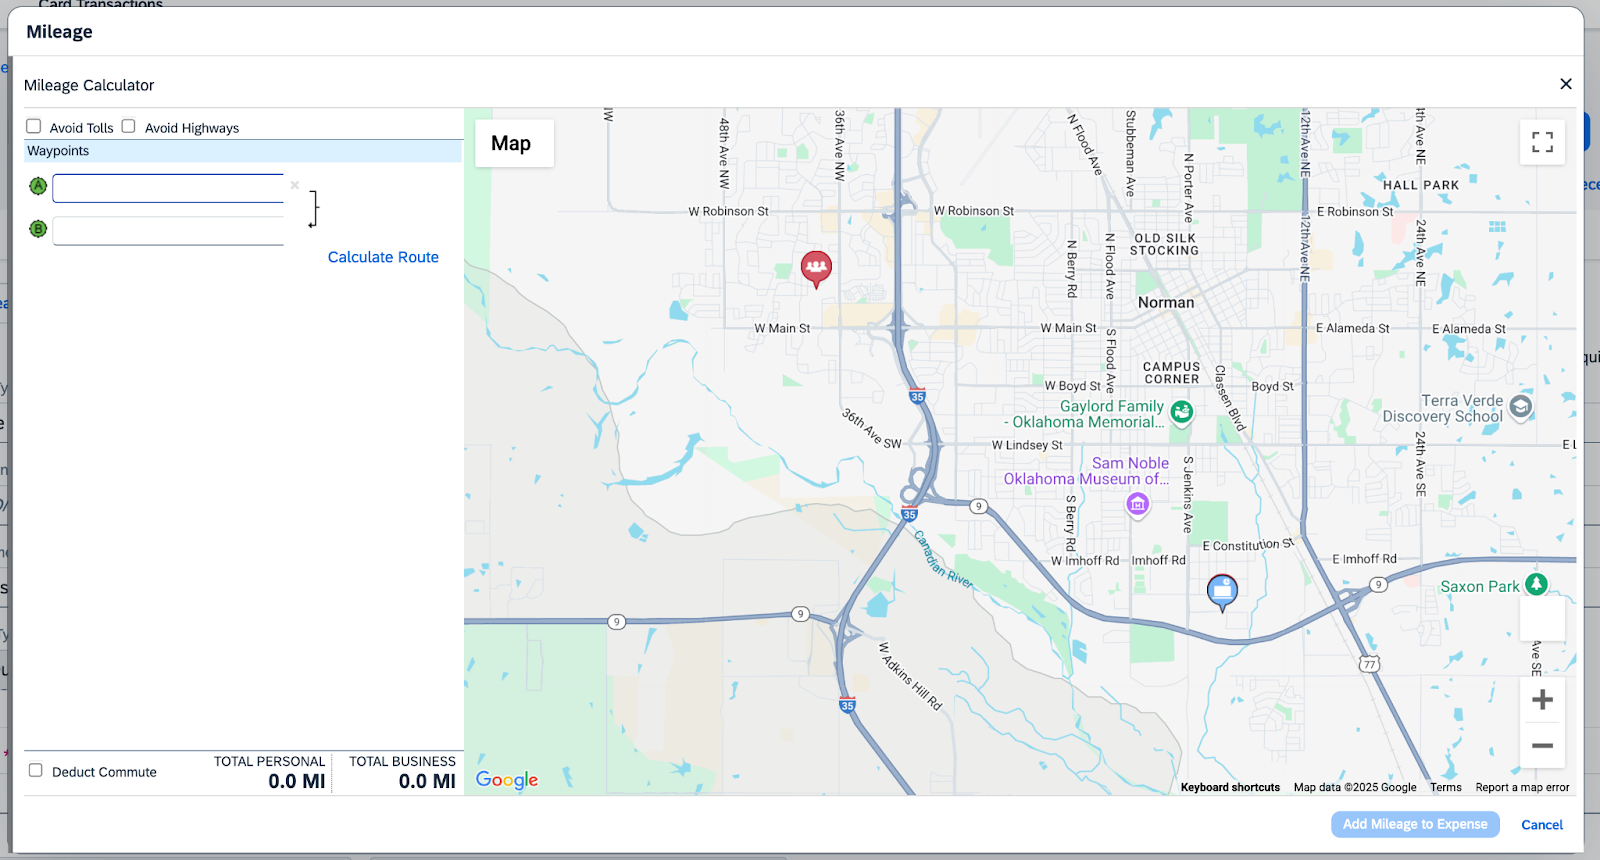 Card Transactions
Mileage
Mileage Calculator
Avoid Tolls
Avoid Highways
Waypoints
A
B
Calculate Route
Deduct Commute
TOTAL PERSONAL
0.0 MI
TOTAL BUSINESS
0.0 MI
Map
NW
48th Ave NW
36th Ave NW
N Flood Ave
Stubbeman Ave
N Porter Ave
12th Ave NE
HALL PARK
W Robinson St
W Robinson St
E Robinson St
OLD SILK
STOCKING
N Berry Rd
N Flood Ave
12th Ave NE
24th Ave NE
Norman
W Main St
W Main St
E Alameda St
E Alameda St
S Flood Ave
CAMPUS
CORNER
Classen Blvd
35
W Boyd St
Boyd St
Gaylord Family
- Oklahoma Memorial...
Terra Verde
Discovery School
36th Ave SW
W Lindsey St
24th Ave SE
Sam Noble
Oklahoma Museum of...
S Jenkins Ave
S Berry Rd
9
35
Canadian River
E Constitution St
W Imhoff Rd
Imhoff Rd
E Imhoff Rd
9
Saxon Park
9
9
W Adkins Hill Rd
77
Ave SE
35
Google
Keyboard shortcuts
Map data ©2025 Google
Terms
Report a map error
Add Mileage to Expense
Cancel